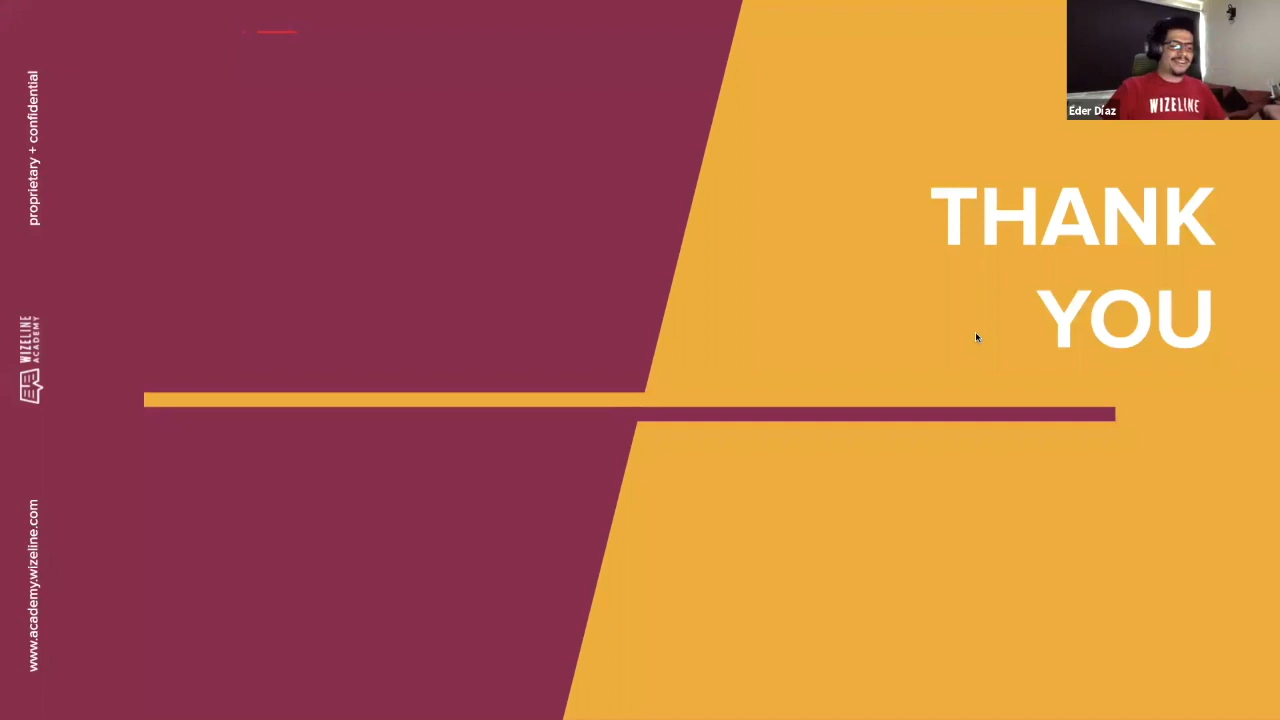 proprietary + confidential
WIZELINE
ACADEMY
www.academy.wizeline.com
WIZELINE
Eder Díaz
THANK
YOU